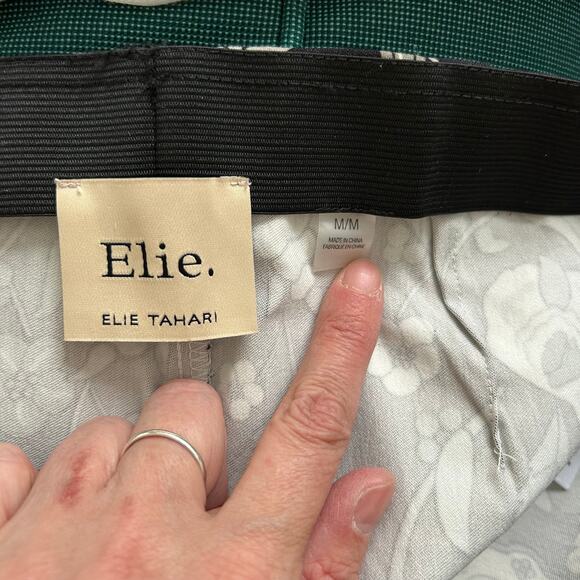 Elie.
ELIE TAHARI
M/M
MADE IN CHINA
FABRIQUÉ EN CHINE